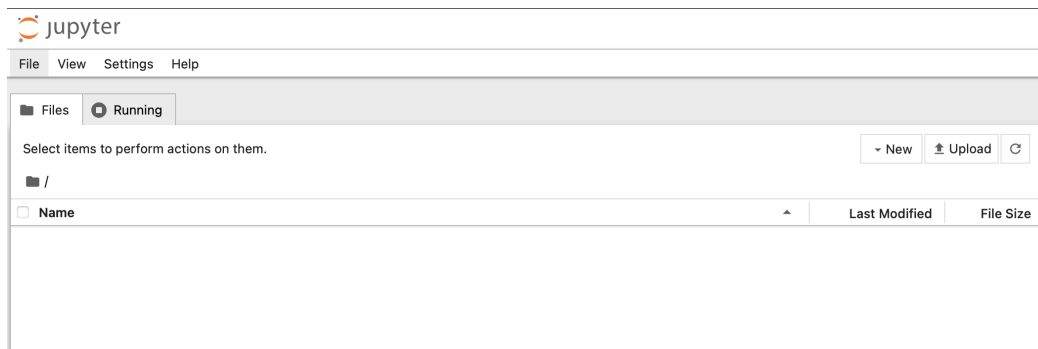 jupyter
File View Settings Help
Files Running
Select items to perform actions on them.
New Upload
/
Name Last Modified File Size